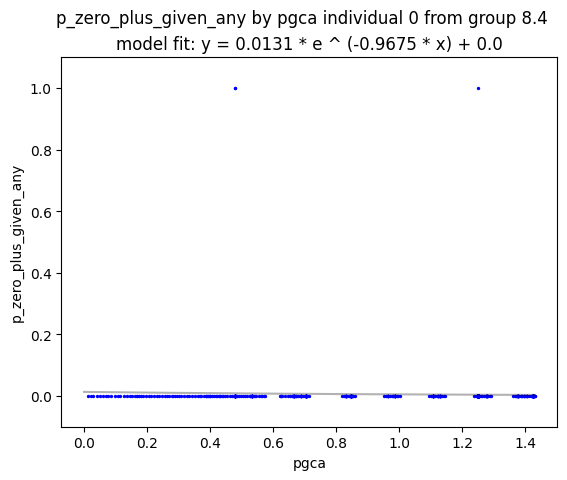 p_zero_plus_given_any by pgca individual 0 from group 8.4
model fit: y = 0.0131 * e ^ (-0.9675 * x) + 0.0
p_zero_plus_given_any
1.0
0.8
0.6
0.4
0.2
0.0
0.0 0.2 0.4 0.6 0.8 1.0 1.2 1.4
pgca